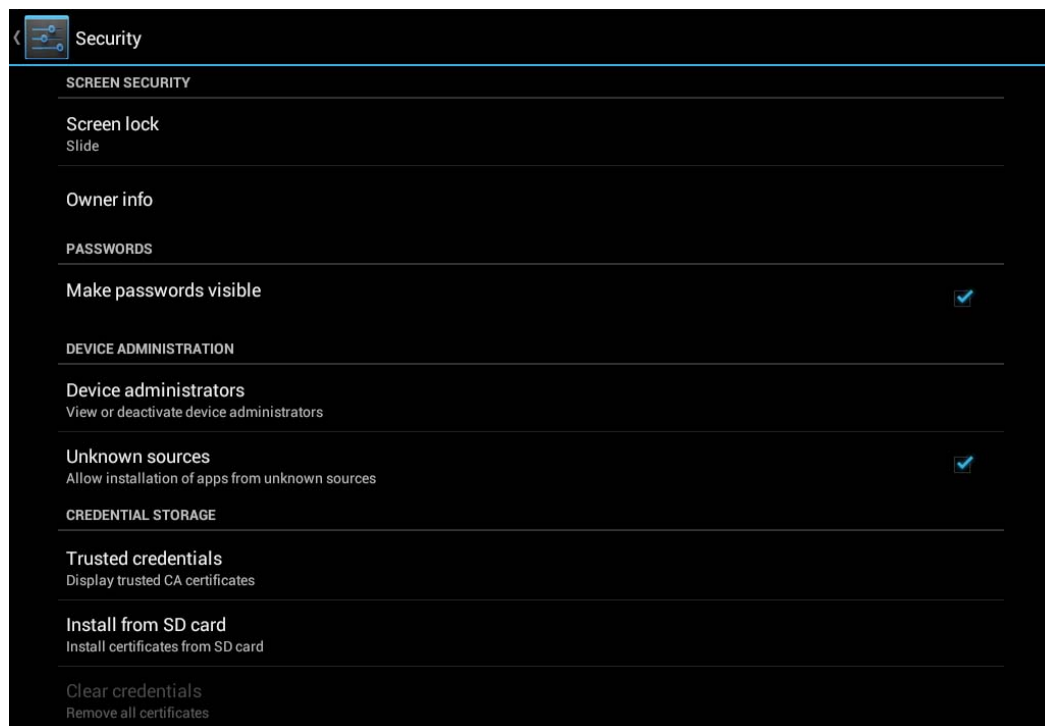 Security
SCREEN SECURITY
Screen lock
Slide
Owner info
PASSWORDS
Make passwords visible
DEVICE ADMINISTRATION
Device administrators
View or deactivate device administrators
Unknown sources
Allow installation of apps from unknown sources
CREDENTIAL STORAGE
Trusted credentials
Display trusted CA certificates
Install from SD card
Install certificates from SD card
Clear credentials
Remove all certificates